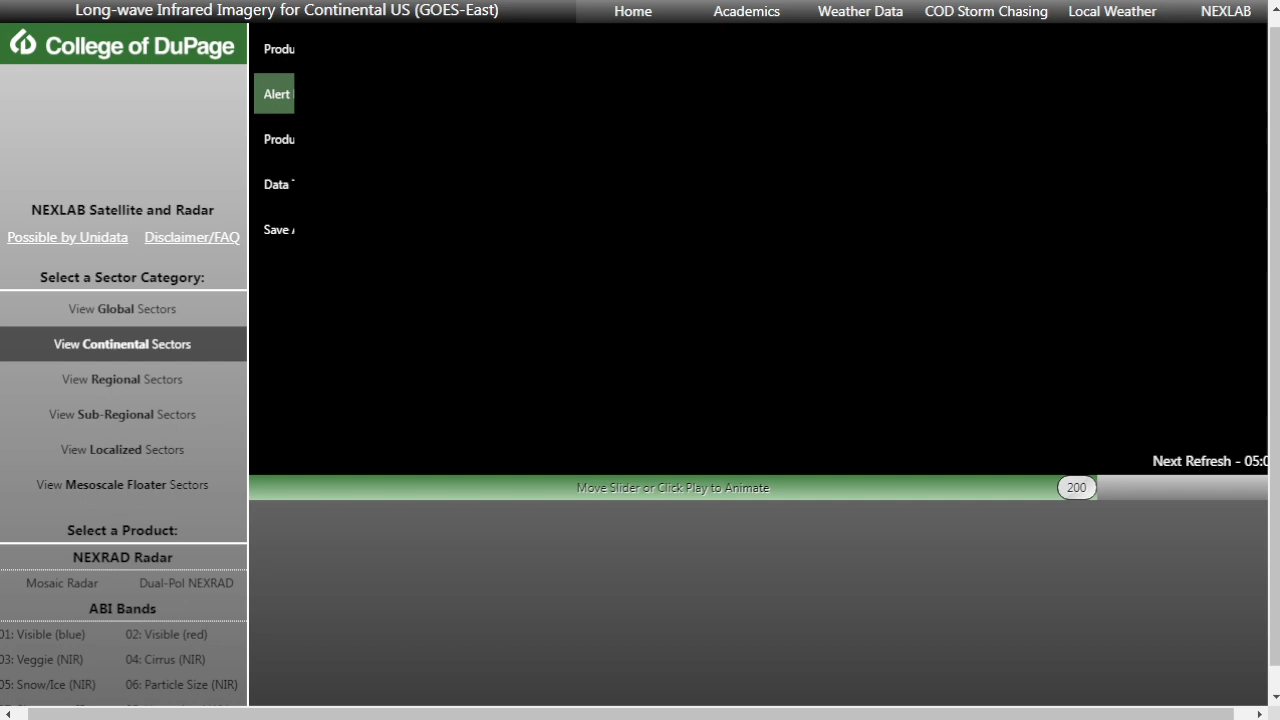 Long-wave Infrared Imagery for Continental US (GOES-East)
Home Academics Weather Data COD Storm Chasing Local Weather NEXLAB
College of DuPage
Produ
Alert
Produ
Data
Save
NEXLAB Satellite and Radar
Possible by Unidata Disclaimer/FAQ
Select a Sector Category:
View Global Sectors
View Continental Sectors
View Regional Sectors
View Sub-Regional Sectors
View Localized Sectors
View Mesoscale Floater Sectors
Next Refresh - 05:0
Move Slider or Click Play to Animate 200
Select a Product:
NEXRAD Radar
Mosaic Radar Dual-Pol NEXRAD
ABI Bands
01: Visible (blue) 02: Visible (red)
03: Veggie (NIR) 04: Cirrus (NIR)
05: Snow/Ice (NIR) 06: Particle Size (NIR)